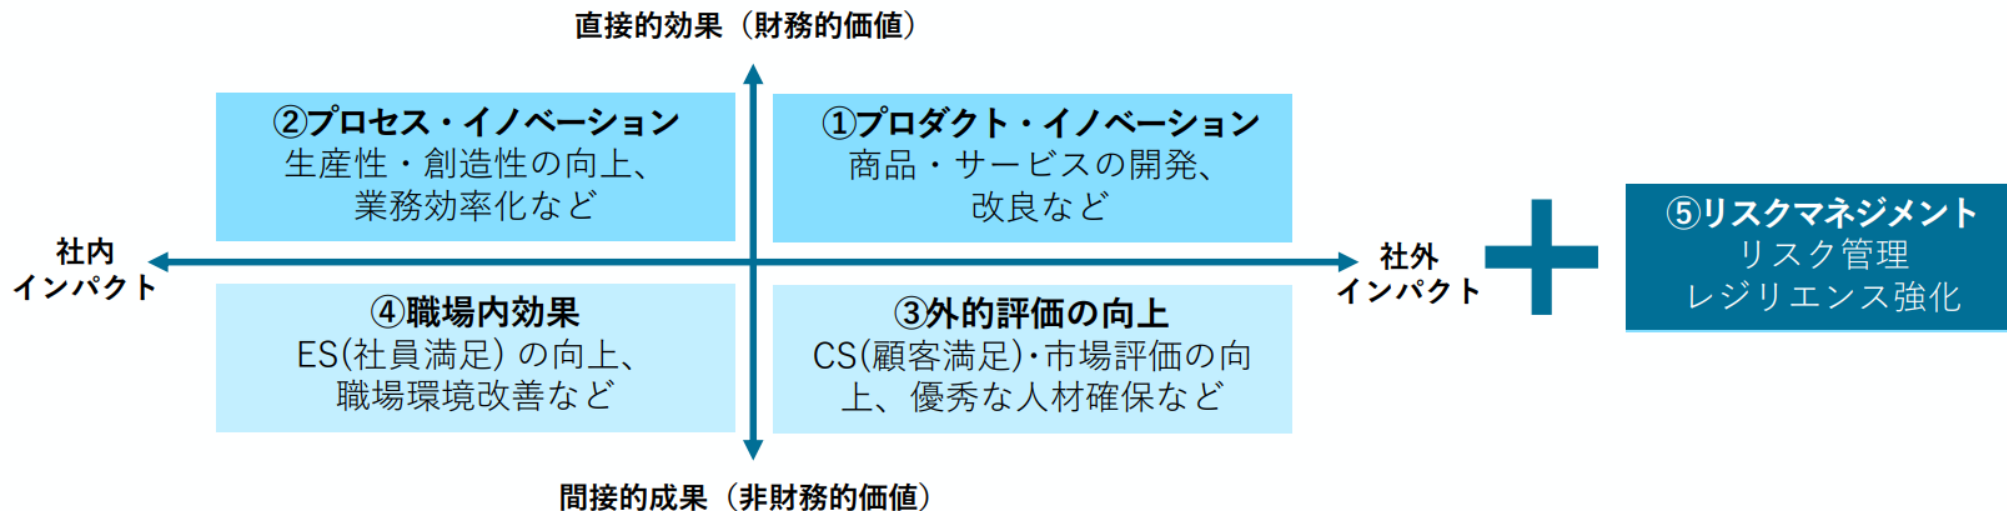 直接的効果（財務的価値）
②プロセス・イノベーション
生産性・創造性の向上、
業務効率化など
①プロダクト・イノベーション
商品・サービスの開発、
改良など
社内
インパクト
社外
インパクト
④職場内効果
ES(社員満足) の向上、
職場環境改善など
③外的評価の向上
CS(顧客満足)･市場評価の向
上、優秀な人材確保など
間接的成果（非財務的価値）
⑤リスクマネジメント
リスク管理
レジリエンス強化